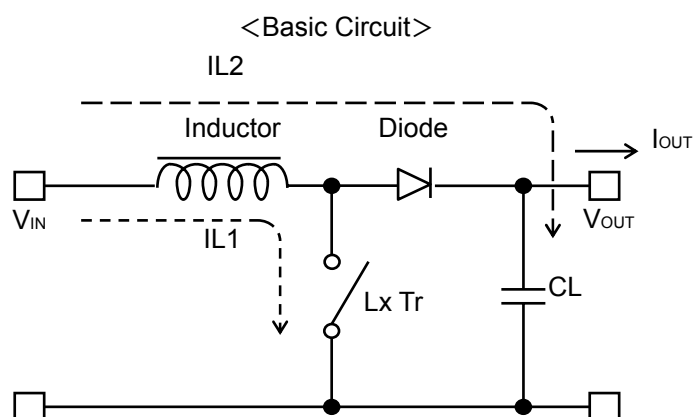 <Basic Circuit>
IL2
Inductor
Diode
IOUT
VIN
VOUT
IL1
Lx Tr
CL